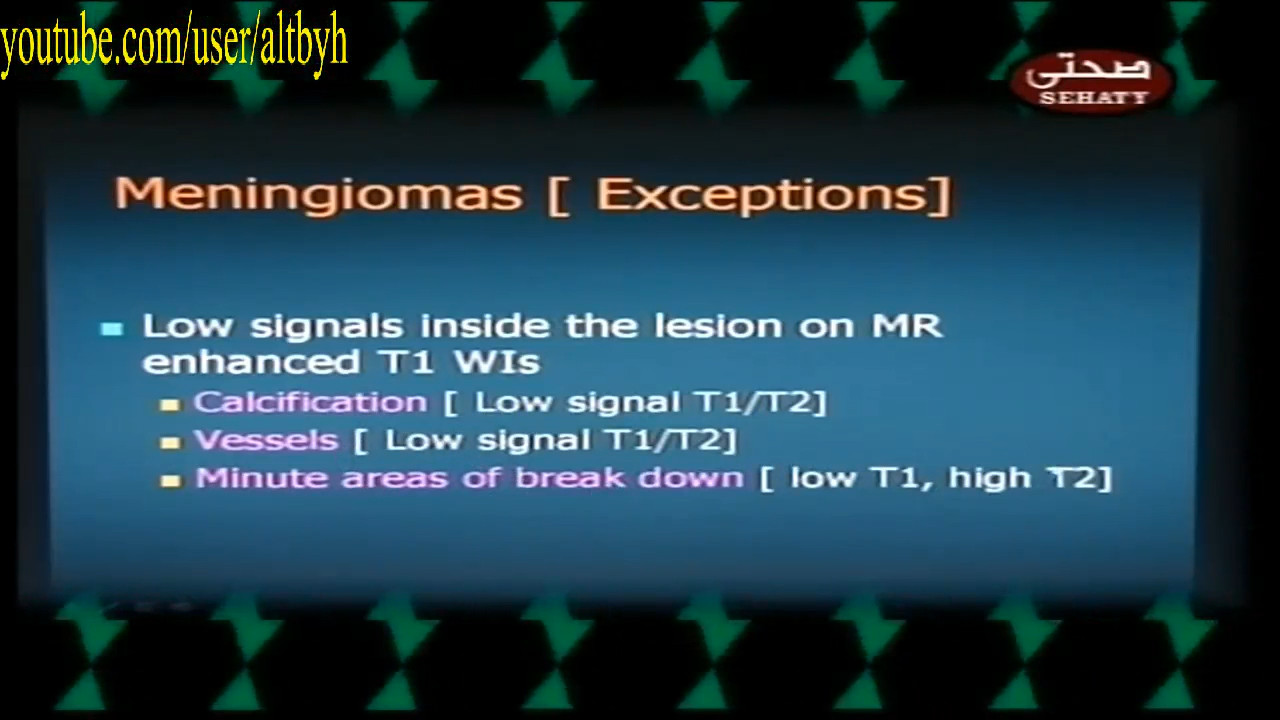 youtube.com/user/altbyh
صحتي
SEHATY
Meningiomas [ Exceptions]
Low signals inside the lesion on MR
enhanced T1 WIs
Calcification [ Low signal T1/T2]
Vessels [ Low signal T1/T2]
Minute areas of break down [ low T1, high T2]